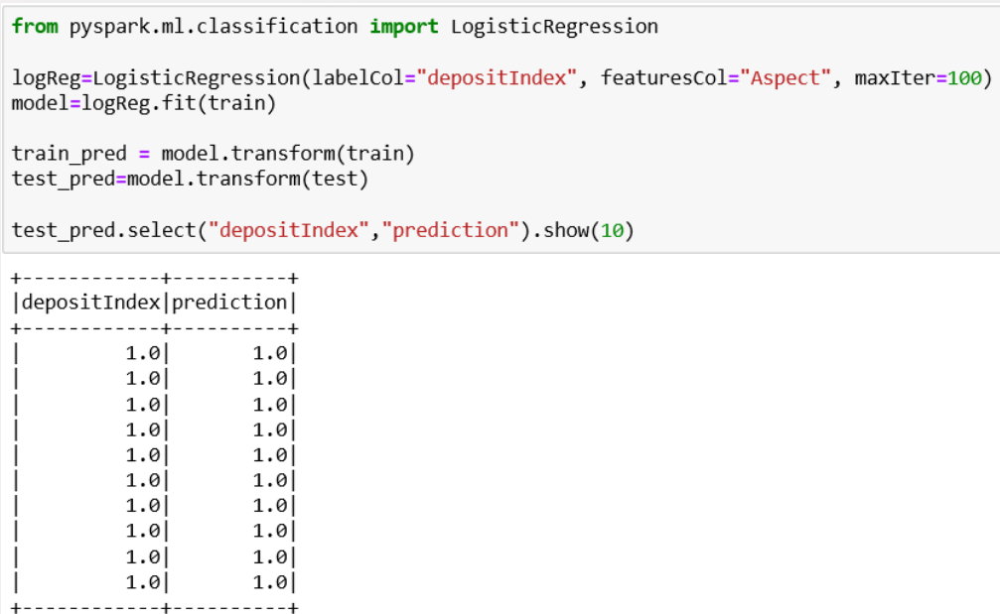 from pyspark.ml.classification import LogisticRegression
logReg=LogisticRegression(labelCol="depositIndex", featuresCol="Aspect", maxIter=100)
model=logReg.fit(train)
train_pred = model.transform(train)
test_pred=model.transform(test)
test_pred.select("depositIndex","prediction").show(10)
+------------+----------+
|depositIndex|prediction|
+------------+----------+
|         1.0|       1.0|
|         1.0|       1.0|
|         1.0|       1.0|
|         1.0|       1.0|
|         1.0|       1.0|
|         1.0|       1.0|
|         1.0|       1.0|
|         1.0|       1.0|
|         1.0|       1.0|
|         1.0|       1.0|
+------------+----------+